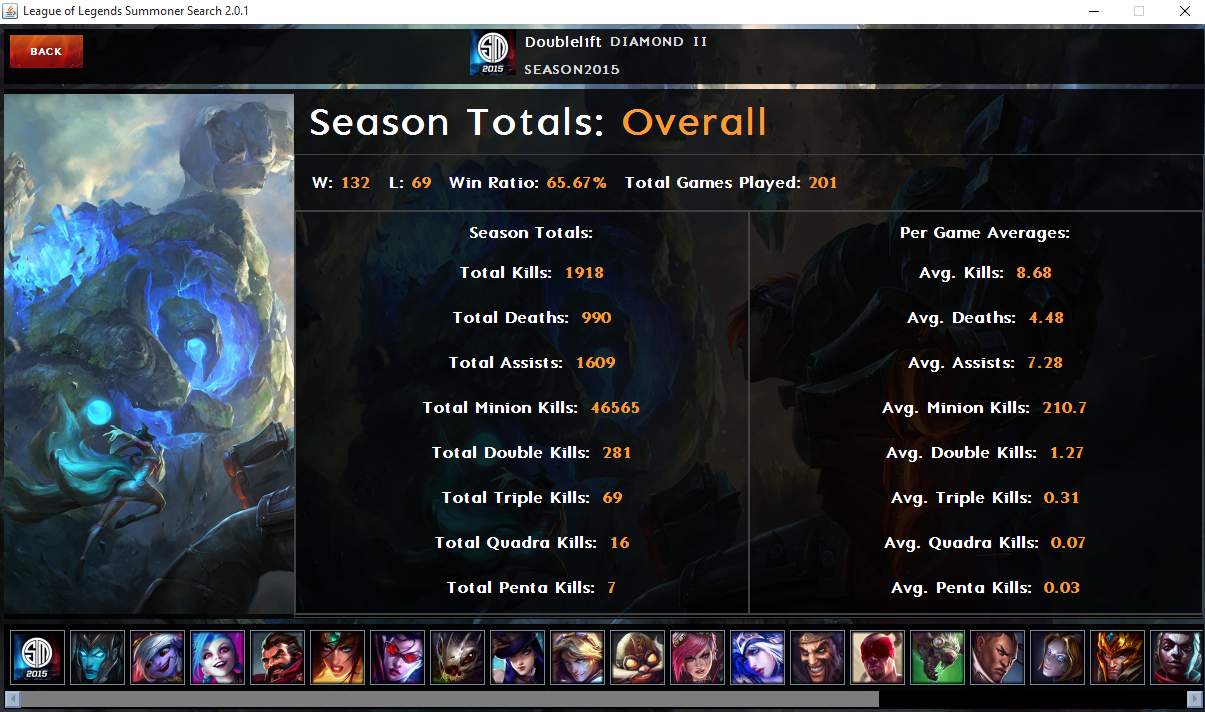 League of Legends Summoner Search 2.0.1
BACK
SM
2015
Doublelift DIAMOND II
SEASON2015
Season Totals: Overall
W: 132 L: 69 Win Ratio: 65.67% Total Games Played: 201
Season Totals:
Total Kills: 1918
Total Deaths: 990
Total Assists: 1609
Total Minion Kills: 46565
Total Double Kills: 281
Total Triple Kills: 69
Total Quadra Kills: 16
Total Penta Kills: 7
Per Game Averages:
Avg. Kills: 8.68
Avg. Deaths: 4.48
Avg. Assists: 7.28
Avg. Minion Kills: 210.7
Avg. Double Kills: 1.27
Avg. Triple Kills: 0.31
Avg. Quadra Kills: 0.07
Avg. Penta Kills: 0.03
SM
2015